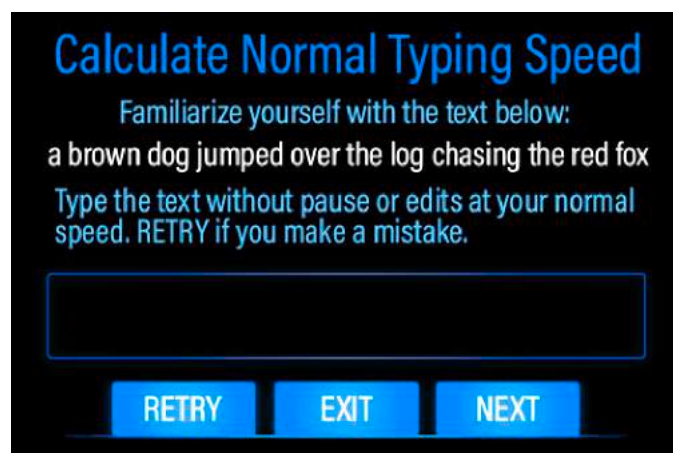 Calculate Normal Typing Speed
Familiarize yourself with the text below:
a brown dog jumped over the log chasing the red fox
Type the text without pause or edits at your normal
speed. RETRY if you make a mistake.
RETRY EXIT NEXT